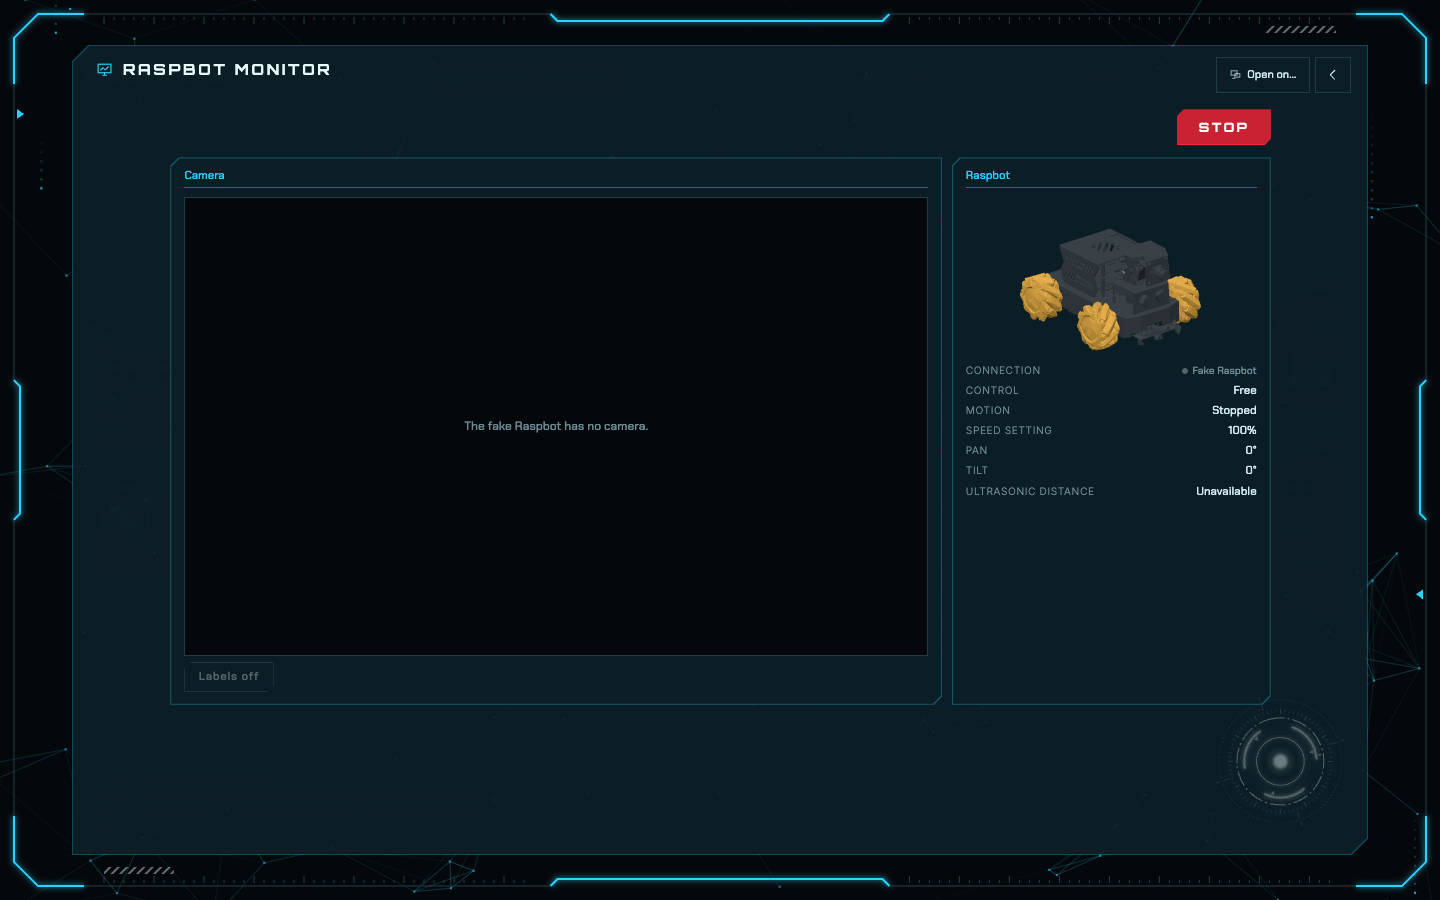 RASPBOT MONITOR
Open on...
STOP
Camera
The fake Raspbot has no camera.
Labels off
Raspbot
CONNECTION Fake Raspbot
CONTROL Free
MOTION Stopped
SPEED SETTING 100%
PAN 0°
TILT 0°
ULTRASONIC DISTANCE Unavailable